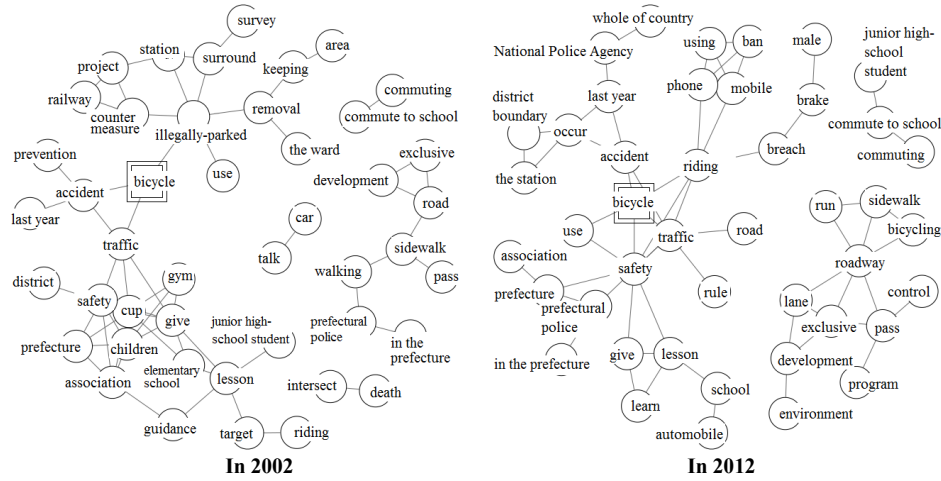 survey
station
surround
area
project
keeping
railway
counter
measure
removal
commuting
commute to school
illegally-parked
prevention
the ward
exclusive
use
bicycle
development
accident
road
last year
car
traffic
sidewalk
talk
walking
pass
district
gym
safety
cup
give
prefectural
police
junior high-
school student
in the
prefecture
prefecture
children
elementary
school
association
lesson
intersect
death
guidance
target
riding
In 2002
whole of country
National Police Agency
using
ban
male
junior high-
school
student
phone
mobile
district
boundary
last year
brake
occur
commute to school
accident
breach
commuting
the station
riding
bicycle
run
sidewalk
use
traffic
road
bicycling
association
roadway
safety
prefecture
rule
control
lane
prefectural
police
exclusive
pass
in the prefecture
give
lesson
development
program
learn
school
environment
automobile
In 2012